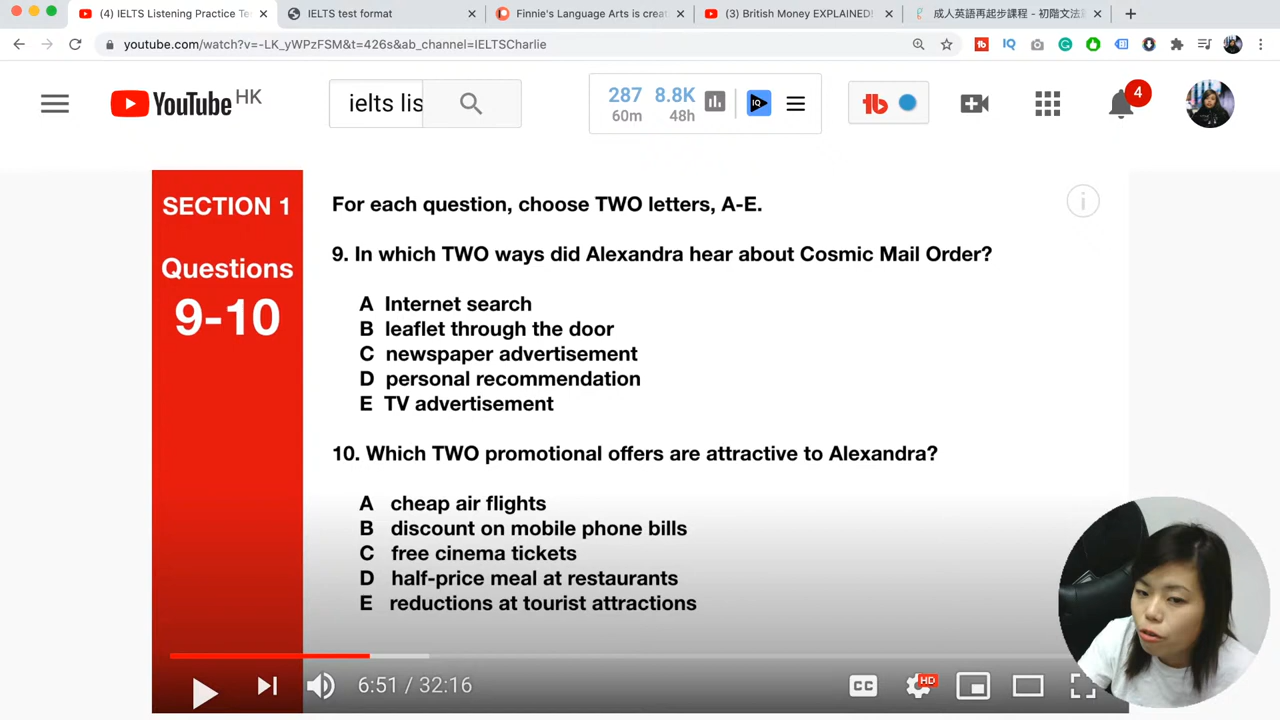 (4) IELTS Listening Practice Te
IELTS test format
Finnie's Language Arts is creat
(3) British Money EXPLAINED!
成人英語再起步課程 - 初階文法
youtube.com/watch?v=-LK_yWPzFSM&t=426s&ab_channel=IELTSCharlie
YouTube HK
ielts lis
287 8.8K
60m 48h
IQ
4
SECTION 1
Questions
9-10
For each question, choose TWO letters, A-E.
9. In which TWO ways did Alexandra hear about Cosmic Mail Order?
A Internet search
B leaflet through the door
C newspaper advertisement
D personal recommendation
E TV advertisement
10. Which TWO promotional offers are attractive to Alexandra?
A cheap air flights
B discount on mobile phone bills
C free cinema tickets
D half-price meal at restaurants
E reductions at tourist attractions
6:51 / 32:16
CC
HD